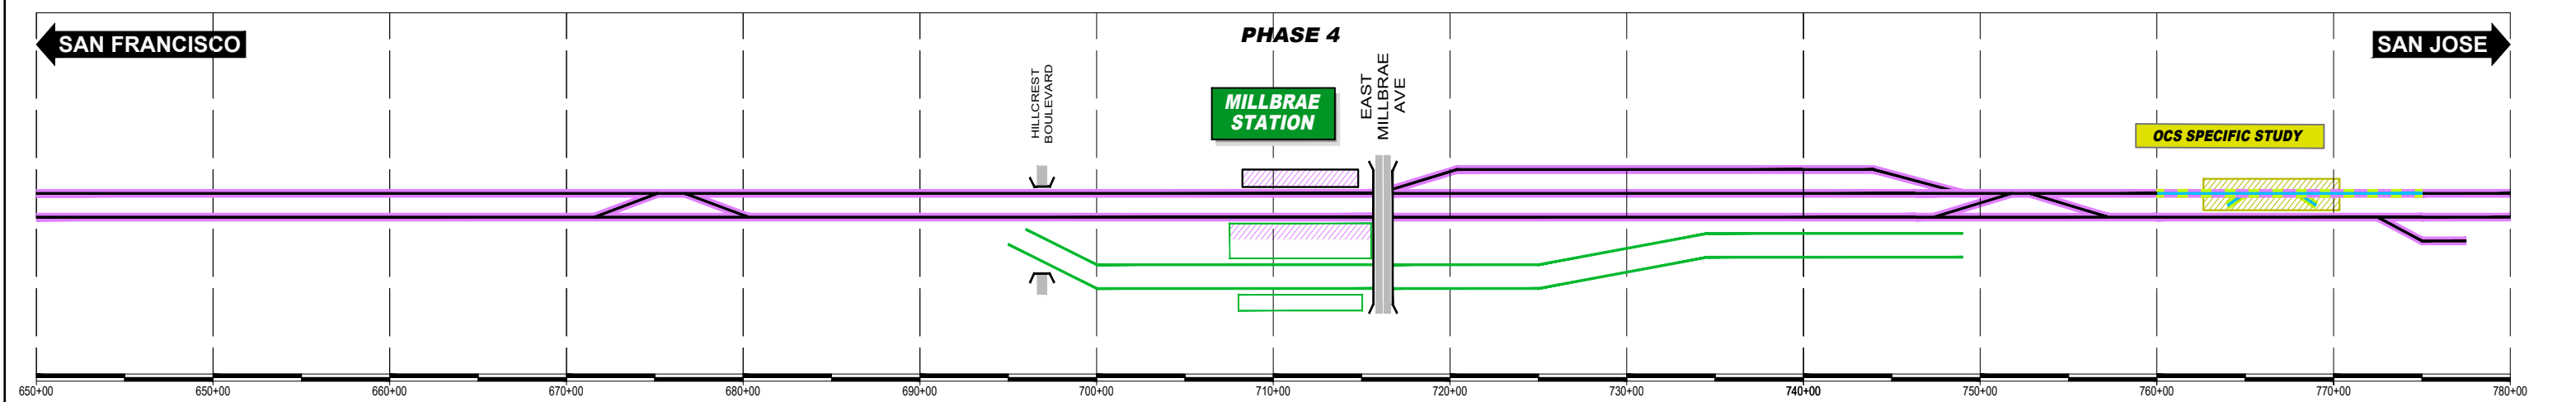 SAN FRANCISCO
PHASE 4
SAN JOSE
HILLCREST
BOULEVARD
MILLBRAE
STATION
EAST
MILLBRAE
AVE
OCS SPECIFIC STUDY
650+00
650+00
660+00
670+00
680+00
690+00
700+00
710+00
720+00
730+00
740+00
750+00
760+00
770+00
780+00